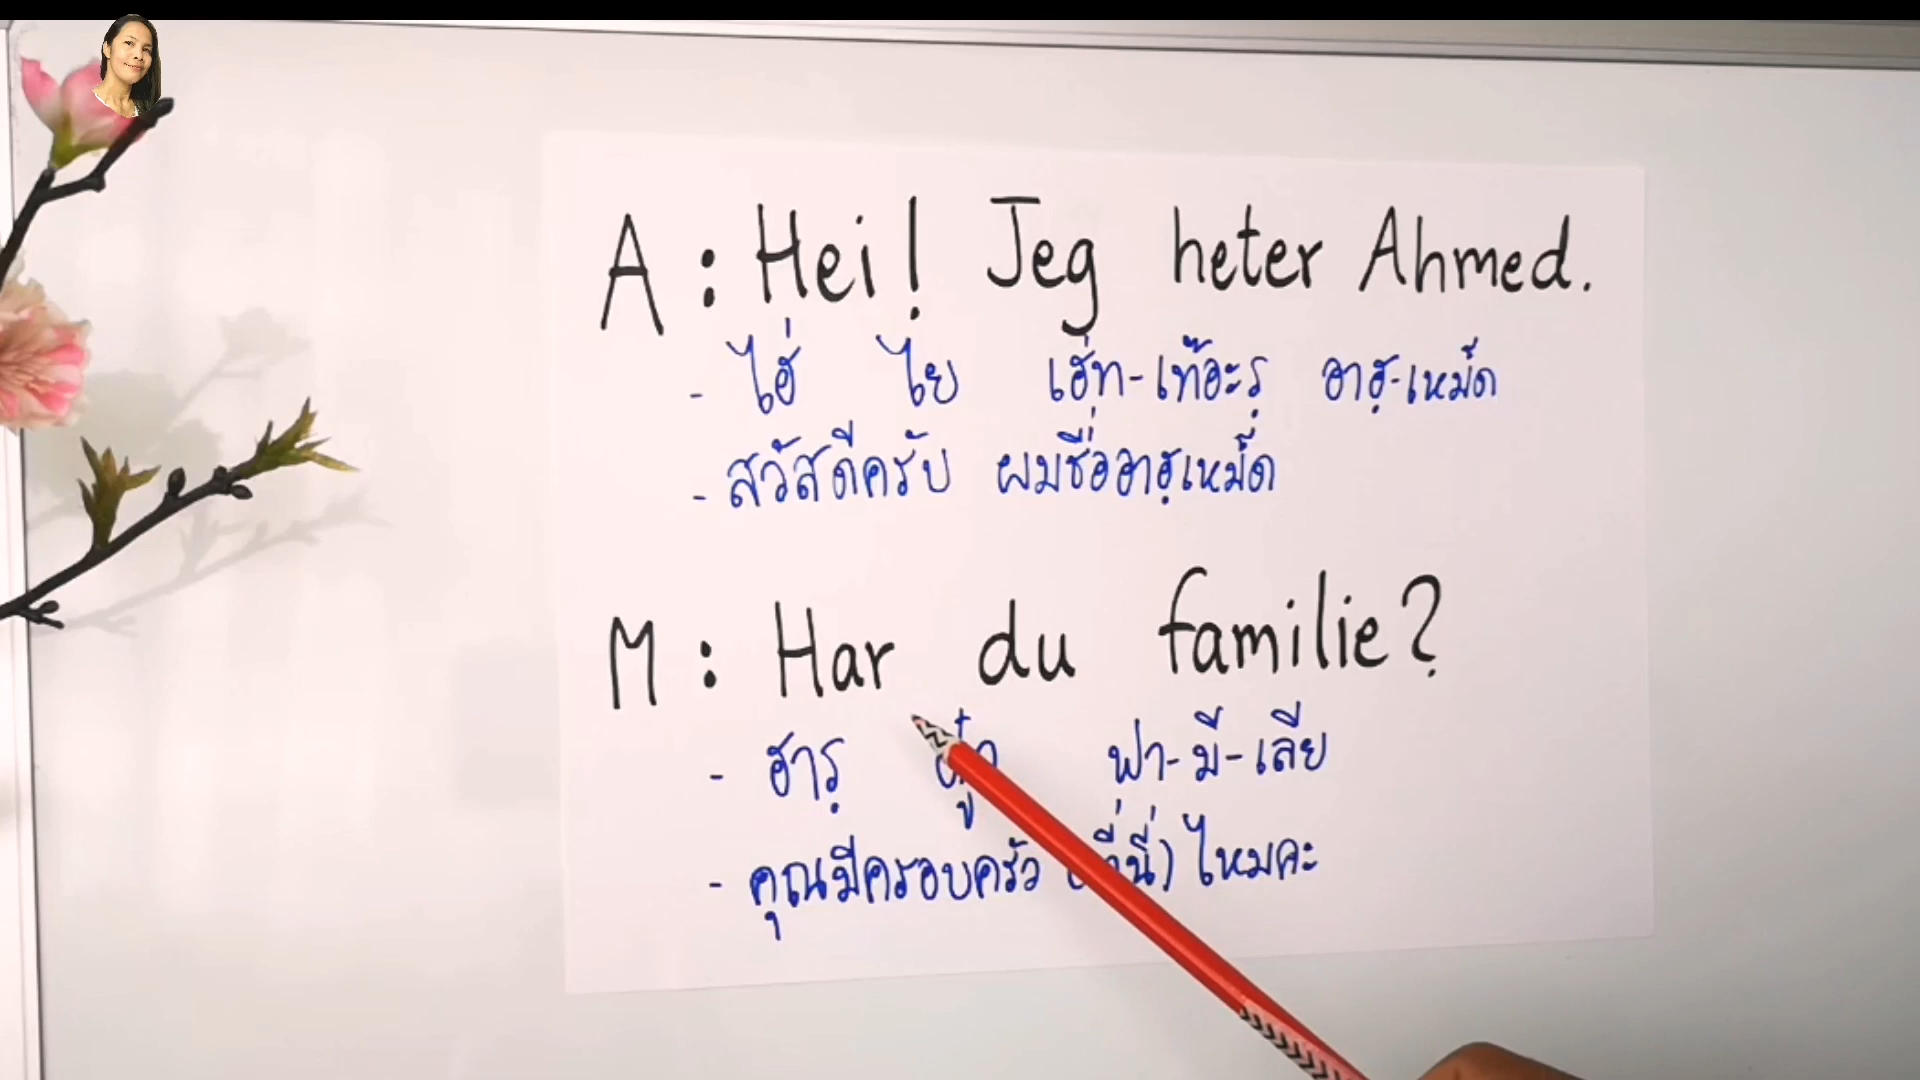 A : Hei! Jeg heter Ahmed.
- ไฮ่ ไย เฮ่ท-เท๊อะรฺ อาฮฺ-เหม็ด
- สวัสดีครับ ผมชื่ออาฮฺเหม็ด
M : Har du familie?
- ฮารฺ ฟา-มี-เลีย
- คุณมีครอบครัว ไหมคะ